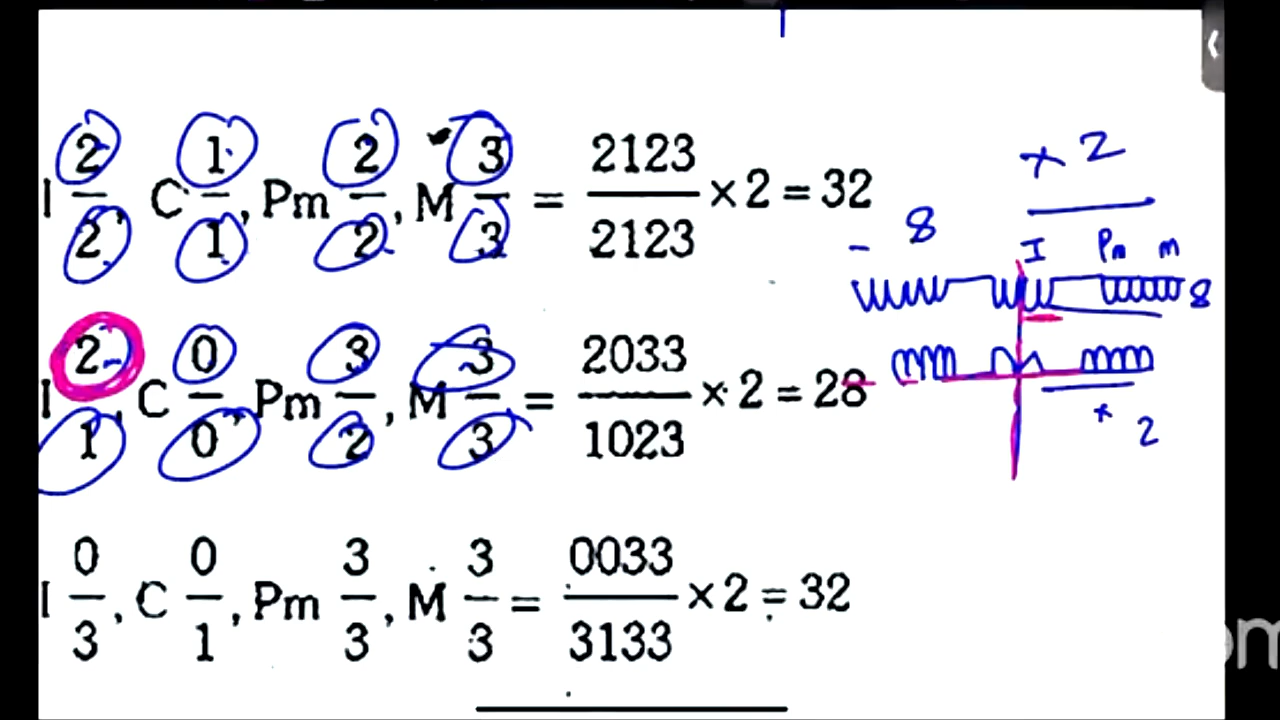 I 2/2, C 1/1, Pm 2/2, M 3/3 = 2123/2123 ×2 = 32
I 2/1, C 0/0, Pm 3/2, M 3/3 = 2033/1023 ×2 = 28
I 0/3, C 0/1, Pm 3/3, M 3/3 = 0033/3133 ×2 = 32
× 2
- 8
I Pm m
8
× 2
om